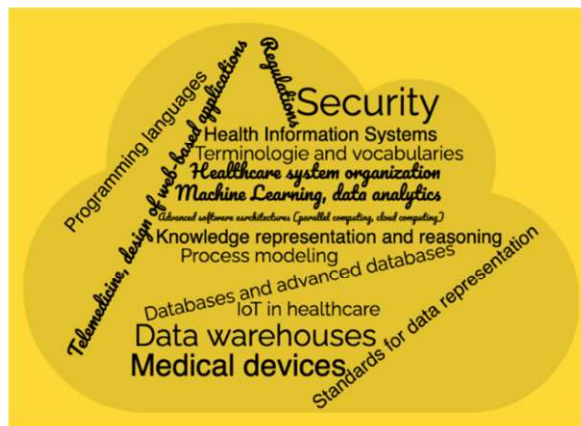 Programming languages
Telemedicine, design of web-based applications
Regulations
Security
Health Information Systems
Terminologie and vocabularies
Healthcare system organization
Machine Learning, data analytics
Advanced software aarchitectures (parallel computing, cloud computing)
Knowledge representation and reasoning
Process modeling
Databases and advanced databases
IoT in healthcare
Data warehouses
Medical devices
Standards for data representation